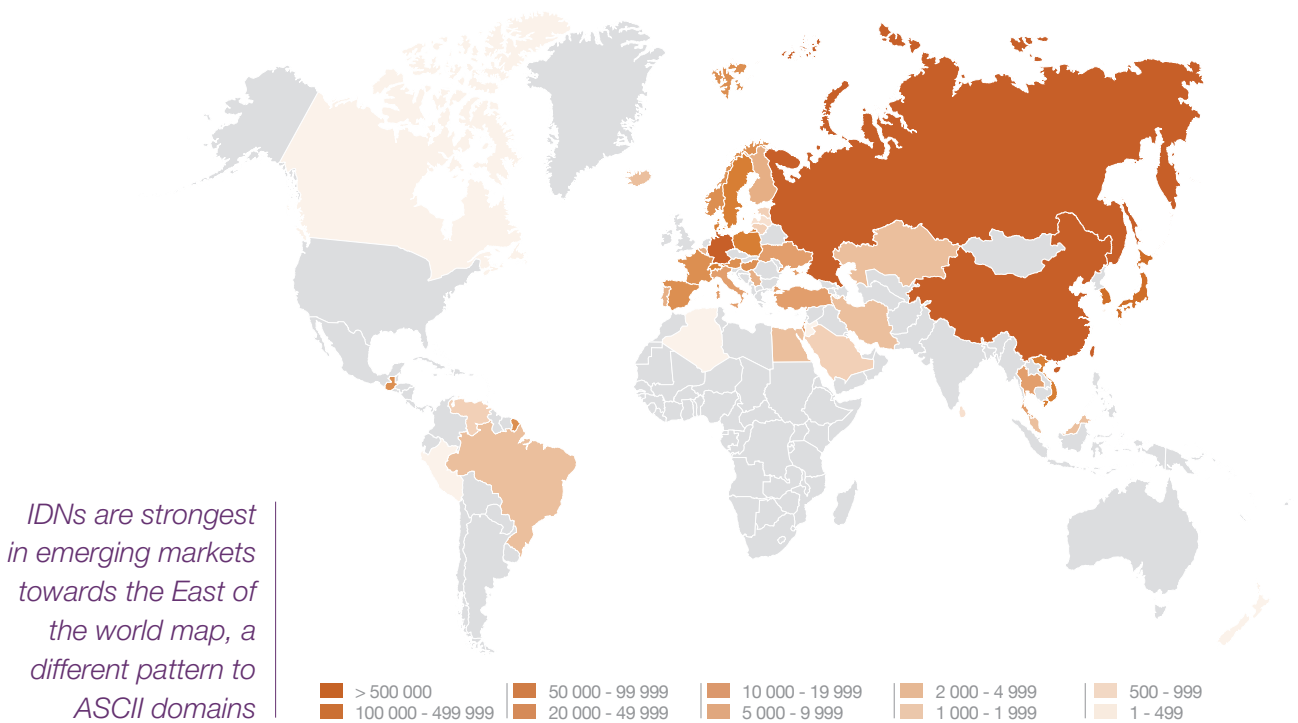 IDNs are strongest
in emerging markets
towards the East of
the world map, a
different pattern to
ASCII domains
> 500 000
100 000 - 499 999
50 000 - 99 999
20 000 - 49 999
10 000 - 19 999
5 000 - 9 999
2 000 - 4 999
1 000 - 1 999
500 - 999
1 - 499